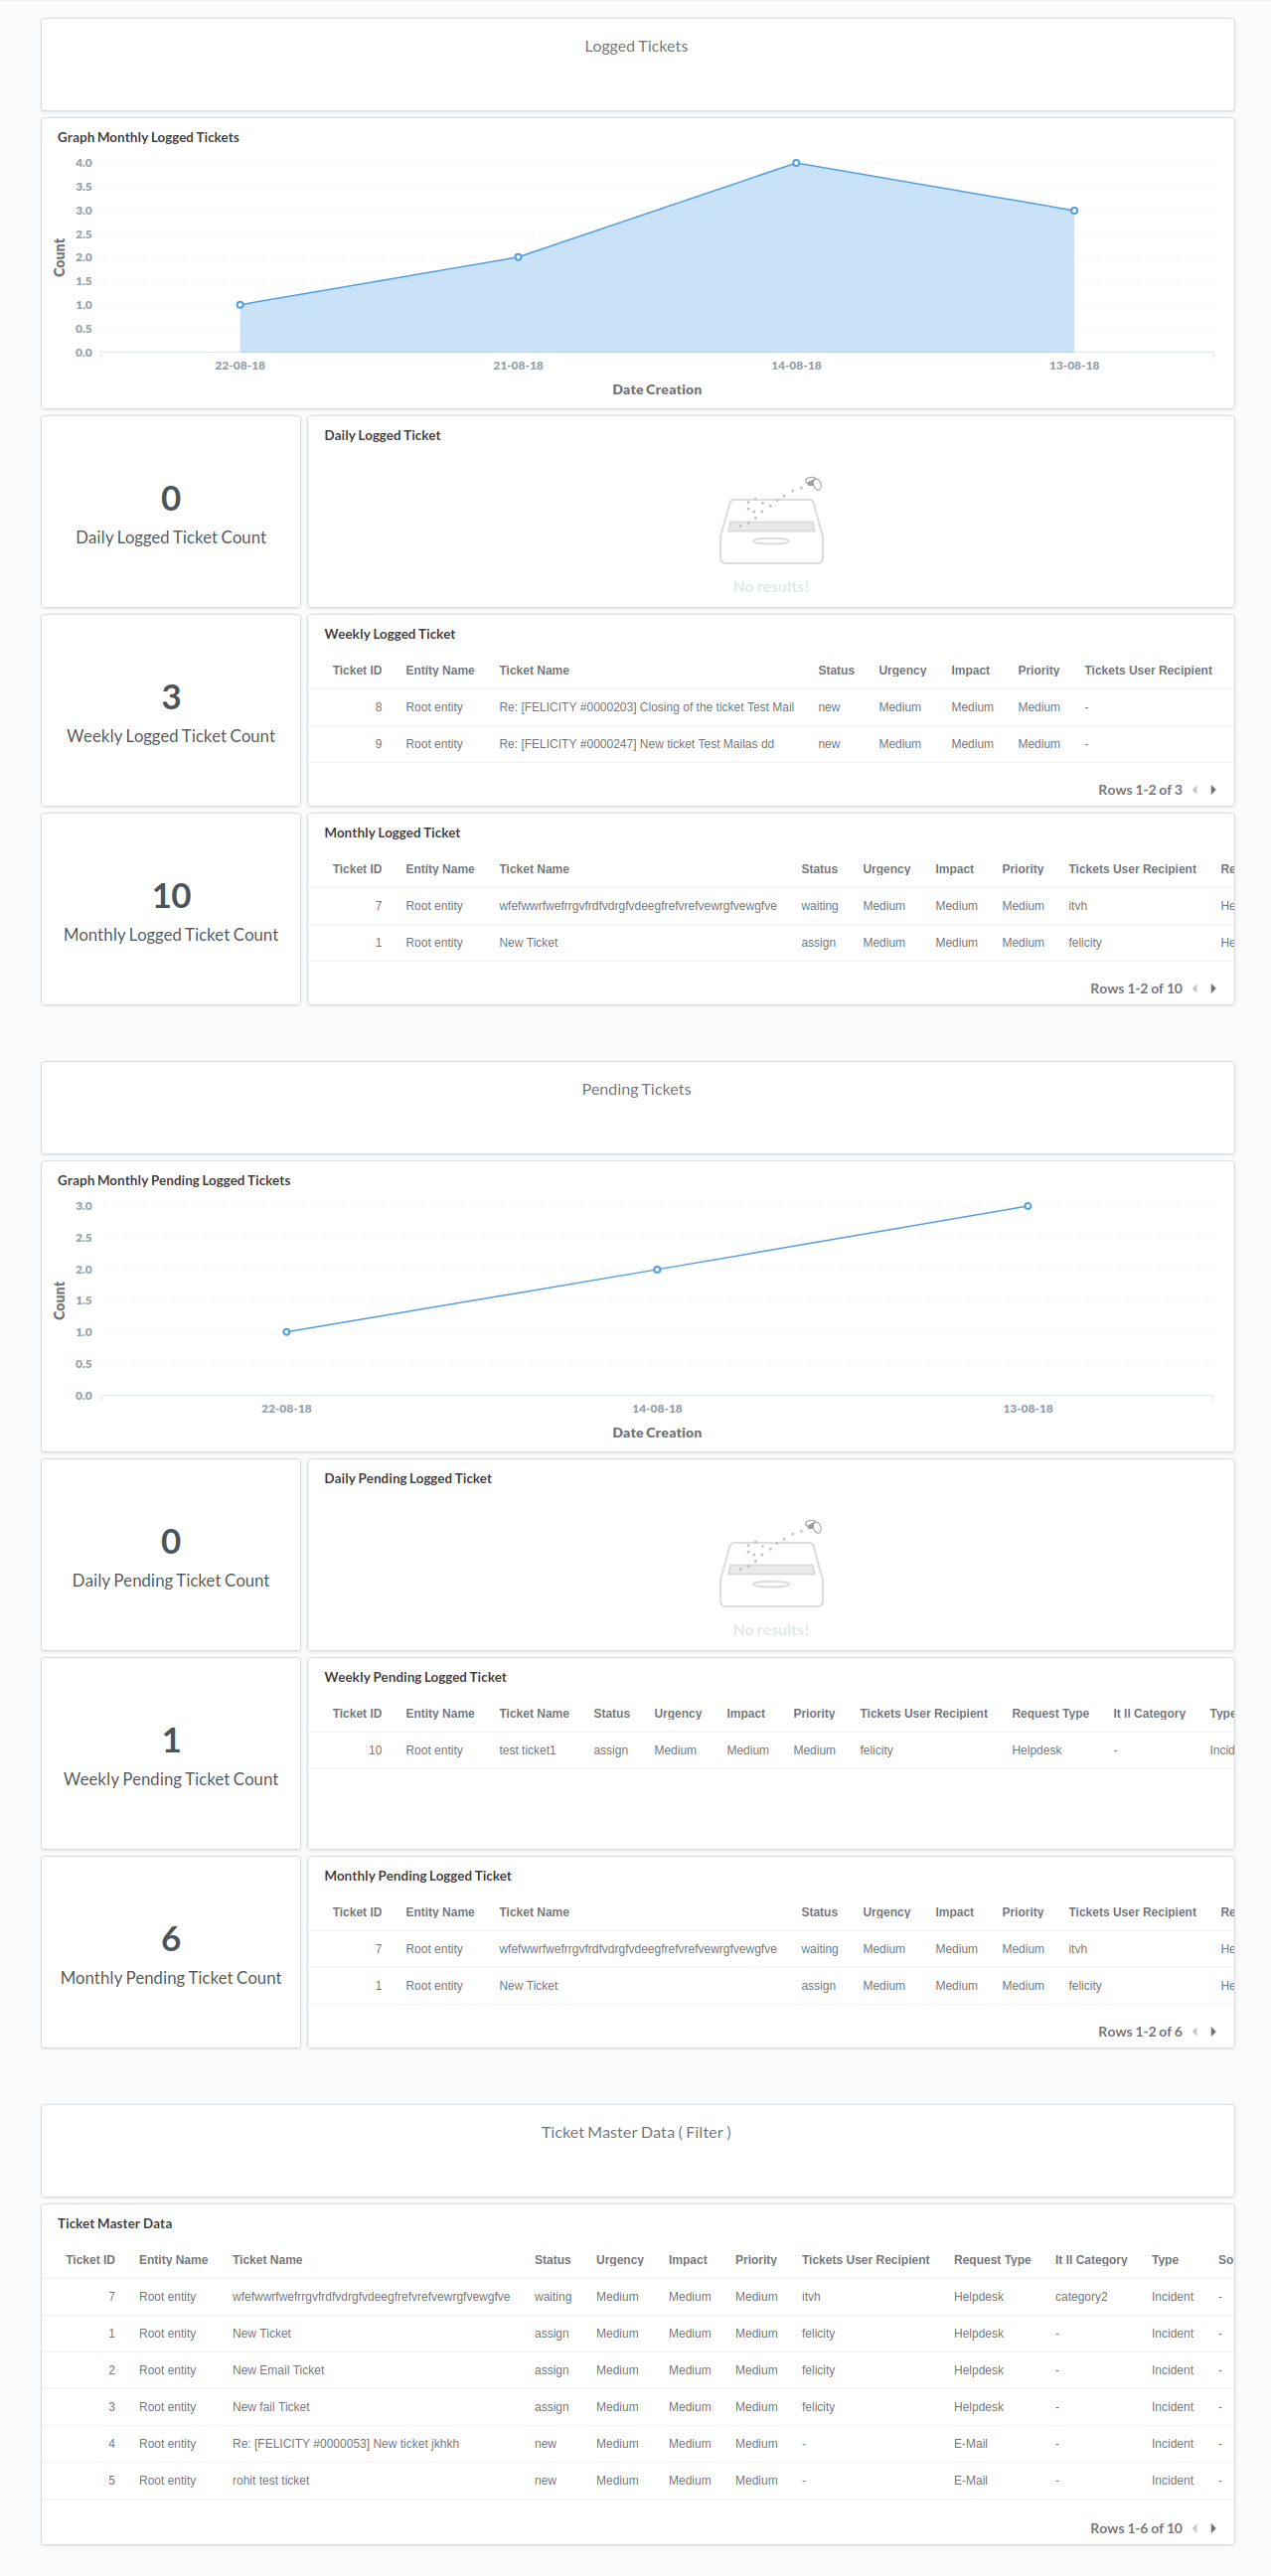 Logged Tickets
Graph Monthly Logged Tickets
4.0
3.5
3.0
2.5
2.0
1.5
1.0
0.5
0.0
Count
22-08-18 21-08-18 14-08-18 13-08-18
Date Creation
0
Daily Logged Ticket Count
Daily Logged Ticket
No results!
3
Weekly Logged Ticket Count
Weekly Logged Ticket
Ticket ID Entity Name Ticket Name Status Urgency Impact Priority Tickets User Recipient
8 Root entity Re: [FELICITY #0000203] Closing of the ticket Test Mail new Medium Medium Medium -
9 Root entity Re: [FELICITY #0000247] New ticket Test Mailas dd new Medium Medium Medium -
Rows 1-2 of 3
10
Monthly Logged Ticket Count
Monthly Logged Ticket
Ticket ID Entity Name Ticket Name Status Urgency Impact Priority Tickets User Recipient Re
7 Root entity wfefwwrfwefrrgvfrdfvdrgfvdeegfrefvrefvewrgfvewgfve waiting Medium Medium Medium itvh He
1 Root entity New Ticket assign Medium Medium Medium felicity He
Rows 1-2 of 10
Pending Tickets
Graph Monthly Pending Logged Tickets
3.0
2.5
2.0
1.5
1.0
0.5
0.0
Count
22-08-18 14-08-18 13-08-18
Date Creation
0
Daily Pending Ticket Count
Daily Pending Logged Ticket
No results!
1
Weekly Pending Ticket Count
Weekly Pending Logged Ticket
Ticket ID Entity Name Ticket Name Status Urgency Impact Priority Tickets User Recipient Request Type It Il Category Type
10 Root entity test ticket1 assign Medium Medium Medium felicity Helpdesk - Incid
6
Monthly Pending Ticket Count
Monthly Pending Logged Ticket
Ticket ID Entity Name Ticket Name Status Urgency Impact Priority Tickets User Recipient Re
7 Root entity wfefwwrfwefrrgvfrdfvdrgfvdeegfrefvrefvewrgfvewgfve waiting Medium Medium Medium itvh He
1 Root entity New Ticket assign Medium Medium Medium felicity He
Rows 1-2 of 6
Ticket Master Data ( Filter )
Ticket Master Data
Ticket ID Entity Name Ticket Name Status Urgency Impact Priority Tickets User Recipient Request Type It Il Category Type So
7 Root entity wfefwwrfwefrrgvfrdfvdrgfvdeegfrefvrefvewrgfvewgfve waiting Medium Medium Medium itvh Helpdesk category2 Incident -
1 Root entity New Ticket assign Medium Medium Medium felicity Helpdesk - Incident -
2 Root entity New Email Ticket assign Medium Medium Medium felicity Helpdesk - Incident -
3 Root entity New fail Ticket assign Medium Medium Medium felicity Helpdesk - Incident -
4 Root entity Re: [FELICITY #0000053] New ticket jkhkh new Medium Medium Medium - E-Mail - Incident -
5 Root entity rohit test ticket new Medium Medium Medium - E-Mail - Incident -
Rows 1-6 of 10